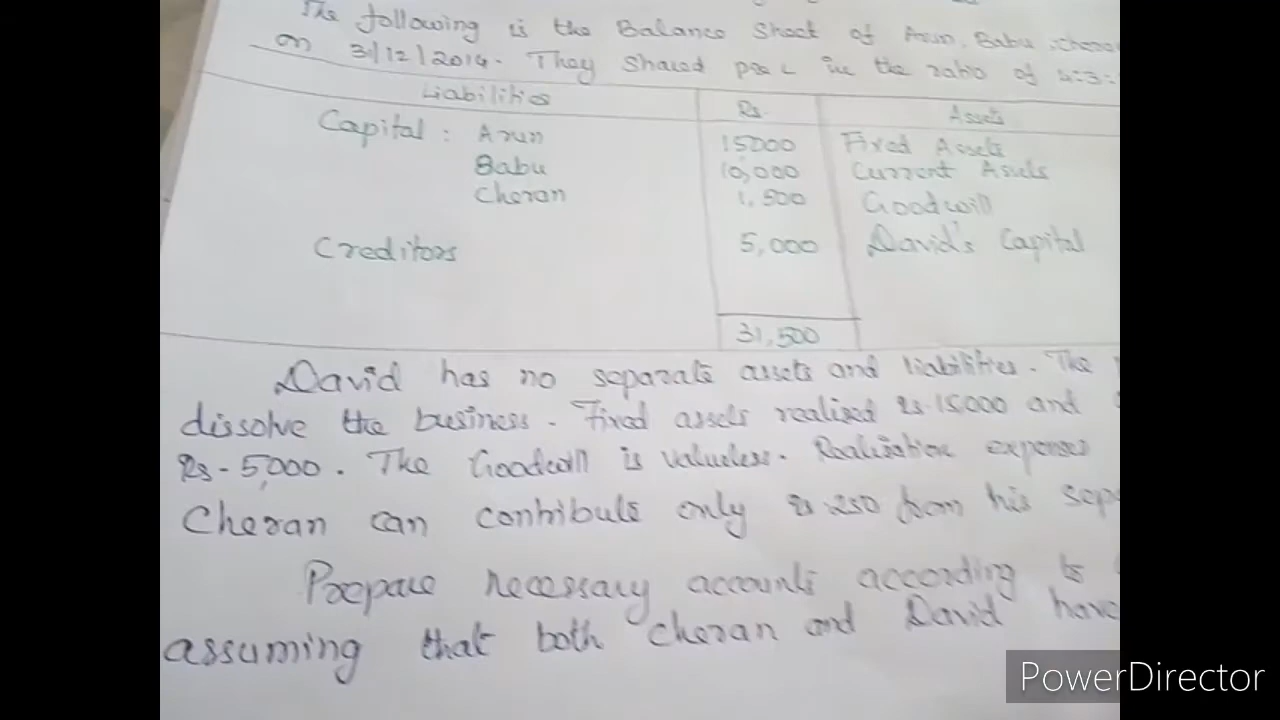 The following is the Balance Sheet of Arun, Babu, Chera
on 31/12/2014. They shared P&L in the ratio of 4:3:
Liabilities Rs. Assets
Capital : Arun 15000 Fixed Assets
Babu 10,000 Current Assets
Cheran 1,500 Goodwill
Creditors 5,000 David's Capital
31,500
David has no separate assets and liabilities. The
dissolve the business. Fixed assets realised Rs.15,000 and
Rs- 5,000. The Goodwill is valueless. Realisation expenses
Cheran can contribute only Rs.250 from his sepa
Prepare necessary accounts according to
assuming that both Cheran and David have
PowerDirector